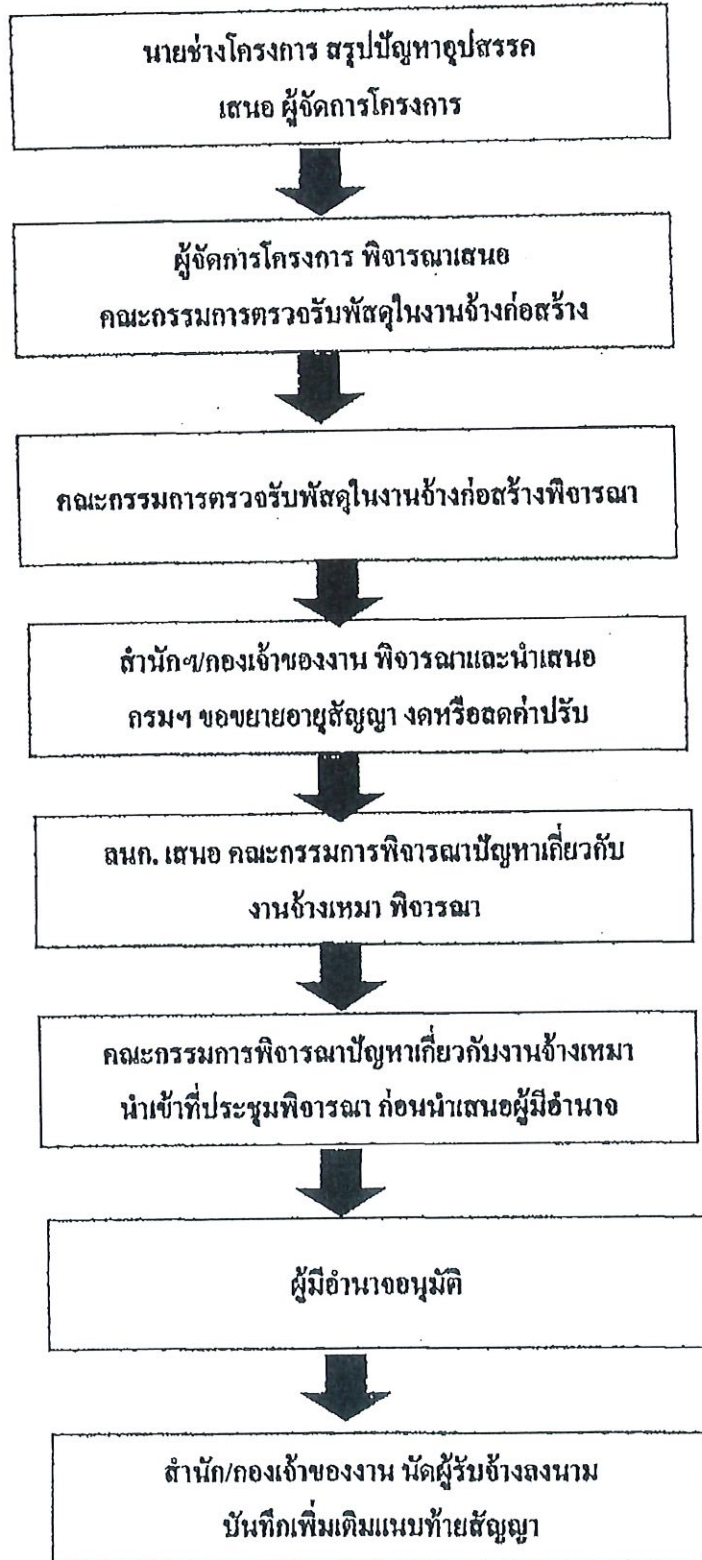 นายช่างโครงการ สรุปปัญหาอุปสรรค
เสนอ ผู้จัดการโครงการ
ผู้จัดการโครงการ พิจารณาเสนอ
คณะกรรมการตรวจรับพัสดุในงานจ้างก่อสร้าง
คณะกรรมการตรวจรับพัสดุในงานจ้างก่อสร้างพิจารณา
สำนักฯ/กองเจ้าของงาน พิจารณาและนำเสนอ
กรมฯ ขอขยายอายุสัญญา งดหรือลดค่าปรับ
ลนก. เสนอ คณะกรรมการพิจารณาปัญหาเกี่ยวกับ
งานจ้างเหมา พิจารณา
คณะกรรมการพิจารณาปัญหาเกี่ยวกับงานจ้างเหมา
นำเข้าที่ประชุมพิจารณา ก่อนนำเสนอผู้มีอำนาจ
ผู้มีอำนาจอนุมัติ
สำนัก/กองเจ้าของงาน นัดผู้รับจ้างลงนาม
บันทึกเพิ่มเติมแนบท้ายสัญญา